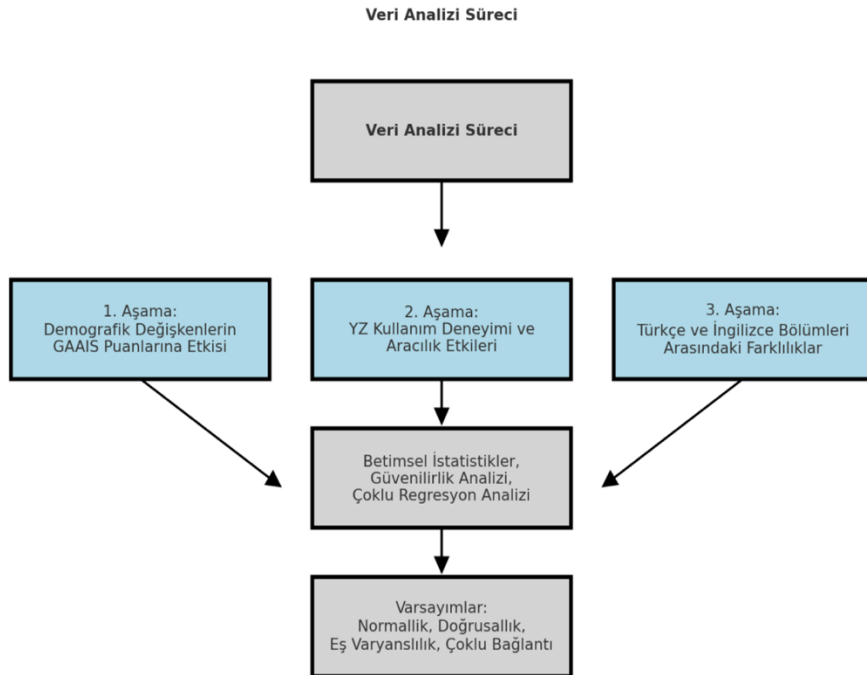 Veri Analizi Süreci
Veri Analizi Süreci
1. Aşama:
Demografik Değişkenlerin
GAAIS Puanlarına Etkisi
2. Aşama:
YZ Kullanım Deneyimi ve
Aracılık Etkileri
3. Aşama:
Türkçe ve İngilizce Bölümleri
Arasındaki Farklılıklar
Betimsel İstatistikler,
Güvenilirlik Analizi,
Çoklu Regresyon Analizi
Varsayımlar:
Normallik, Doğrusallık,
Eş Varyanslılık, Çoklu Bağlantı